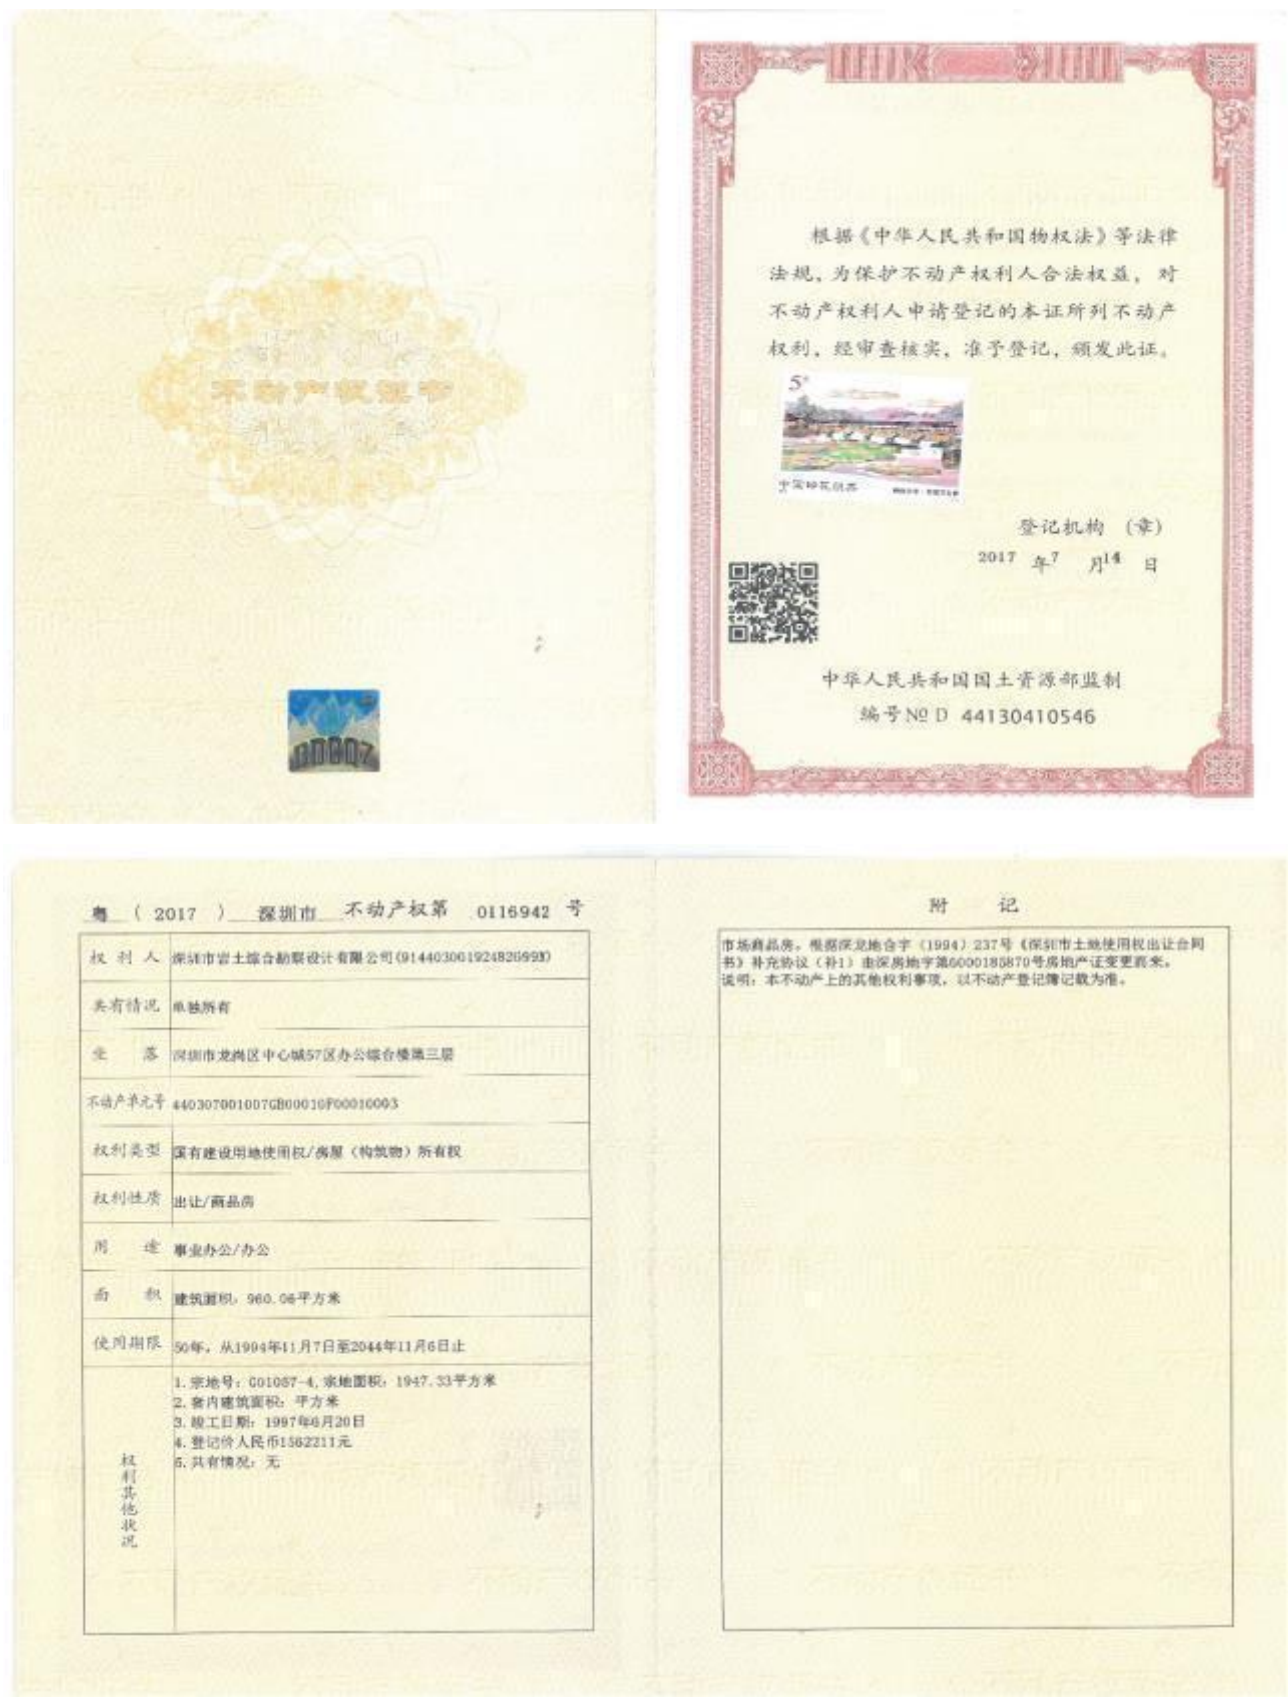 不动产权证书
根据《中华人民共和国物权法》等法律
法规,为保护不动产权利人合法权益,对
不动产权利人申请登记的本证所列不动产
权利,经审查核实,准予登记,颁发此证。
中国印花税票
登记机构 (章)
2017 年7 月14 日
中华人民共和国国土资源部监制
编号№ D 44130410546
粤 ( 2017 ) 深圳市 不动产权第 0116942 号
权利人 深圳市岩土综合勘察设计有限公司(91440300192482699X)
共有情况 单独所有
坐落 深圳市龙岗区中心城57区办公综合楼第三层
不动产单元号 440307001007GB00010F00010003
权利类型 国有建设用地使用权/房屋(构筑物)所有权
权利性质 出让/商品房
用途 事业办公/办公
面积 建筑面积:960.06平方米
使用期限 50年,从1994年11月7日至2044年11月6日止
权利其他状况
1.宗地号:G01057-4,宗地面积:1947.33平方米
2.套内建筑面积: 平方米
3.竣工日期:1997年6月20日
4.登记价人民币1562211元
5.共有情况:无
附 记
市场商品房。根据深龙地合字(1994)237号《深圳市土地使用权出让合同
书》补充协议(补1)由深房地字第6000185870号房地产证变更而来。
说明:本不动产上的其他权利事项,以不动产登记簿记载为准。